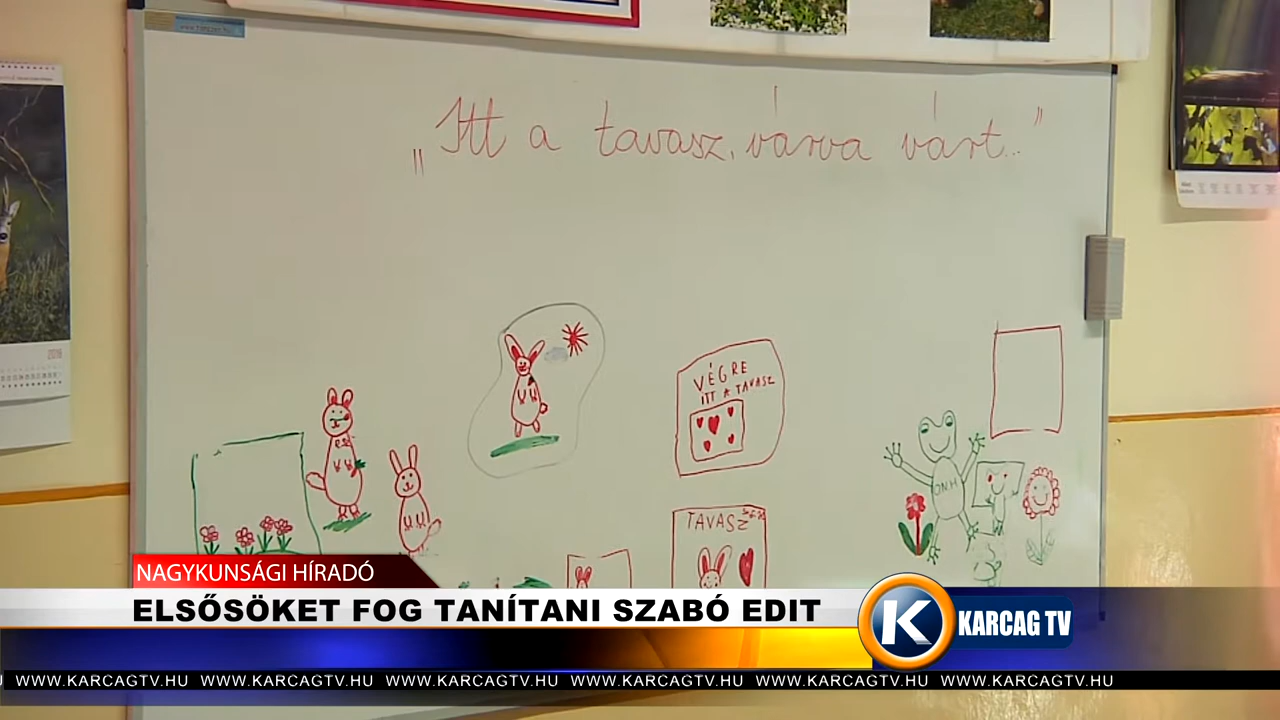 „Itt a tavasz, várva várt..."
VÉGRE
ITT A TAVASZ
TAVASZ
2018
NAGYKUNSÁGI HÍRADÓ
ELSŐSÖKET FOG TANÍTANI SZABÓ EDIT
K KARCAG TV
WWW.KARCAGTV.HU WWW.KARCAGTV.HU WWW.KARCAGTV.HU WWW.KARCAGTV.HU WWW.KARCAGTV.HU WWW.KARCAGTV.HU